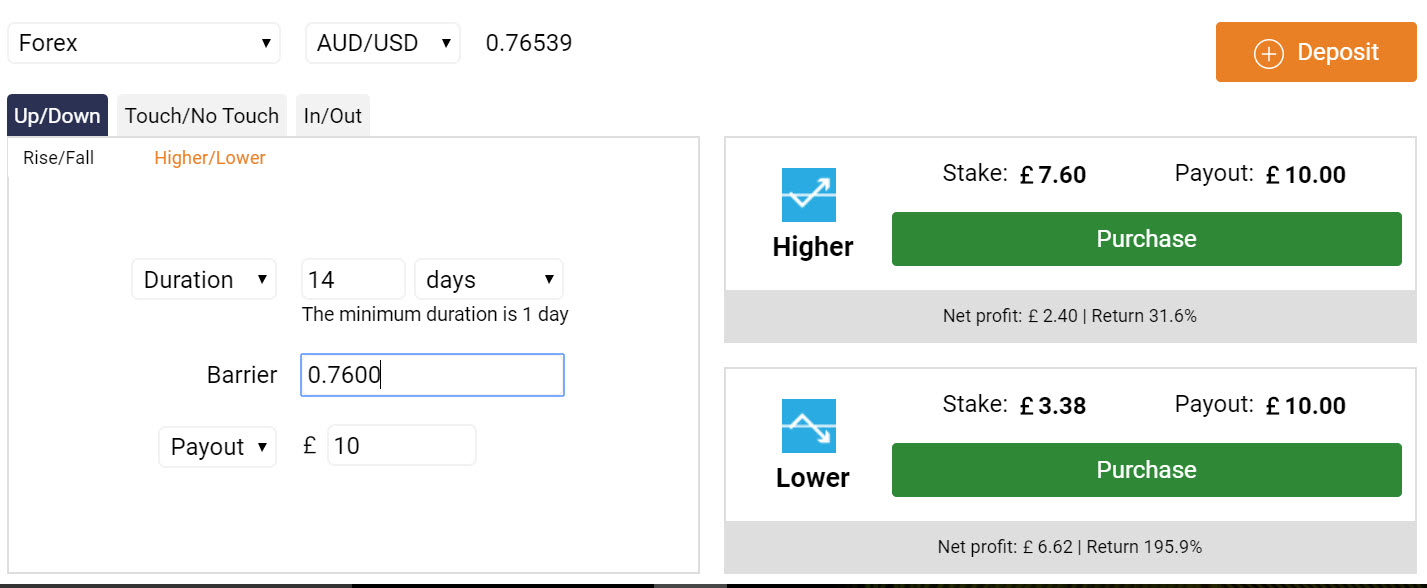 Forex AUD/USD 0.76539 Deposit
Up/Down Touch/No Touch In/Out
Rise/Fall Higher/Lower
Duration 14 days
The minimum duration is 1 day
Barrier 0.7600
Payout £ 10
Stake: £ 7.60 Payout: £ 10.00
Higher Purchase
Net profit: £ 2.40 | Return 31.6%
Stake: £ 3.38 Payout: £ 10.00
Lower Purchase
Net profit: £ 6.62 | Return 195.9%